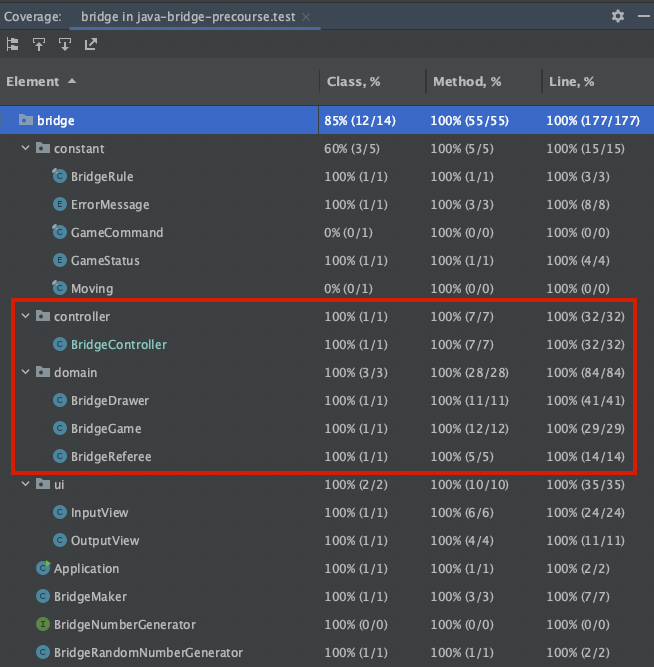 Coverage: bridge in java-bridge-precourse.test ×
Element Class, % Method, % Line, %
bridge 85% (12/14) 100% (55/55) 100% (177/177)
constant 60% (3/5) 100% (5/5) 100% (15/15)
C BridgeRule 100% (1/1) 100% (1/1) 100% (3/3)
E ErrorMessage 100% (1/1) 100% (3/3) 100% (8/8)
C GameCommand 0% (0/1) 100% (0/0) 100% (0/0)
E GameStatus 100% (1/1) 100% (1/1) 100% (4/4)
C Moving 0% (0/1) 100% (0/0) 100% (0/0)
controller 100% (1/1) 100% (7/7) 100% (32/32)
C BridgeController 100% (1/1) 100% (7/7) 100% (32/32)
domain 100% (3/3) 100% (28/28) 100% (84/84)
C BridgeDrawer 100% (1/1) 100% (11/11) 100% (41/41)
C BridgeGame 100% (1/1) 100% (12/12) 100% (29/29)
C BridgeReferee 100% (1/1) 100% (5/5) 100% (14/14)
ui 100% (2/2) 100% (10/10) 100% (35/35)
C InputView 100% (1/1) 100% (6/6) 100% (24/24)
C OutputView 100% (1/1) 100% (4/4) 100% (11/11)
C Application 100% (1/1) 100% (1/1) 100% (2/2)
C BridgeMaker 100% (1/1) 100% (3/3) 100% (7/7)
I BridgeNumberGenerator 100% (0/0) 100% (0/0) 100% (0/0)
C BridgeRandomNumberGenerator 100% (1/1) 100% (1/1) 100% (2/2)